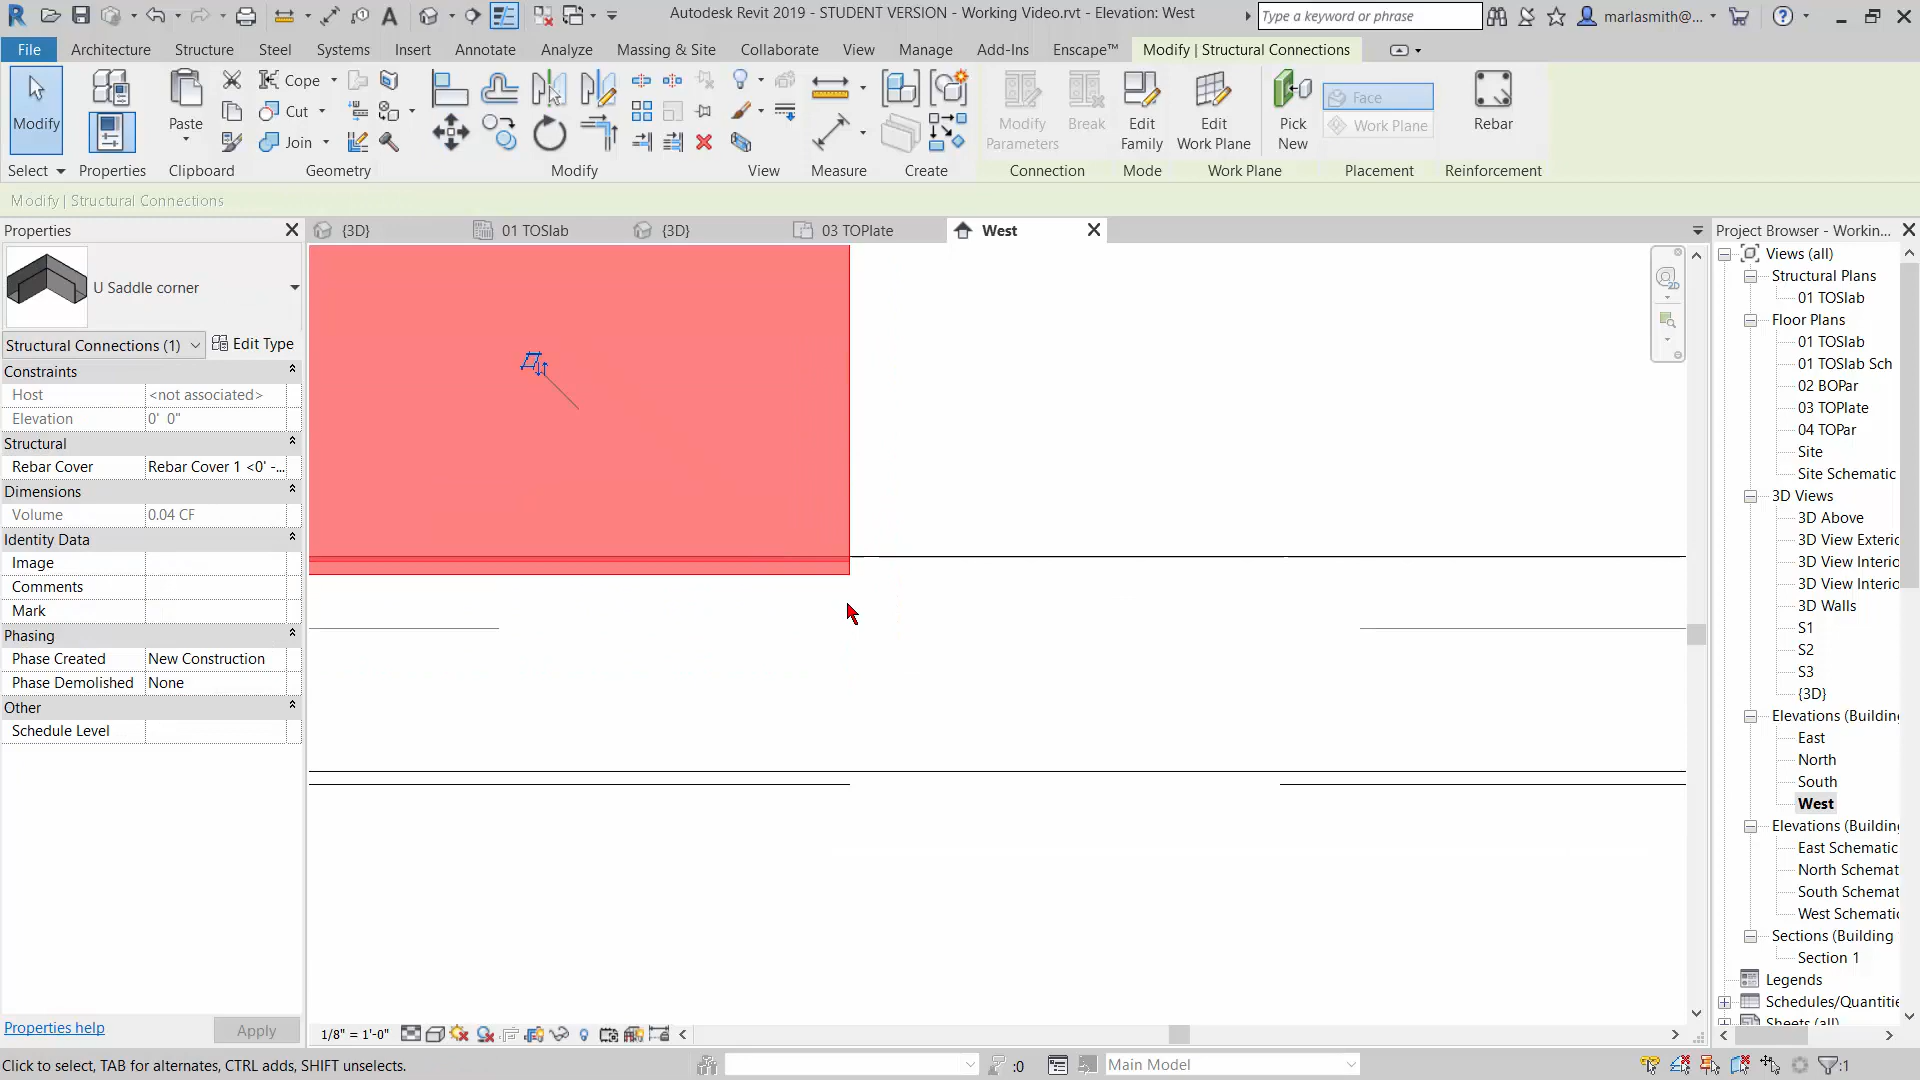 Autodesk Revit 2019 - STUDENT VERSION - Working Video.rvt - Elevation: West
Type a keyword or phrase
marlasmith@...
File
Architecture
Structure
Steel
Systems
Insert
Annotate
Analyze
Massing & Site
Collaborate
View
Manage
Add-Ins
Enscape™
Modify | Structural Connections
Modify
Paste
Cope
Cut
Join
Modify Parameters
Break
Edit Family
Edit Work Plane
Pick New
Face
Work Plane
Rebar
Select
Properties
Clipboard
Geometry
Modify
View
Measure
Create
Connection
Mode
Work Plane
Placement
Reinforcement
Modify | Structural Connections
Properties
{3D}
01 TOSlab
{3D}
03 TOPlate
West
Project Browser - Workin...
U Saddle corner
Structural Connections (1)
Edit Type
Constraints
Host <not associated>
Elevation 0' 0"
Structural
Rebar Cover Rebar Cover 1 <0' -...
Dimensions
Volume 0.04 CF
Identity Data
Image
Comments
Mark
Phasing
Phase Created New Construction
Phase Demolished None
Other
Schedule Level
Properties help
Apply
2D
Views (all)
Structural Plans
01 TOSlab
Floor Plans
01 TOSlab
01 TOSlab Sch
02 BOPar
03 TOPlate
04 TOPar
Site
Site Schematic
3D Views
3D Above
3D View Exteric
3D View Interio
3D View Interio
3D Walls
S1
S2
S3
{3D}
Elevations (Building
East
North
South
West
Elevations (Building
East Schematic
North Schemat
South Schemat
West Schematic
Sections (Building
Section 1
Legends
Schedules/Quantitie
Sheets (all)
1/8" = 1'-0"
Click to select, TAB for alternates, CTRL adds, SHIFT unselects.
:0
Main Model
:1